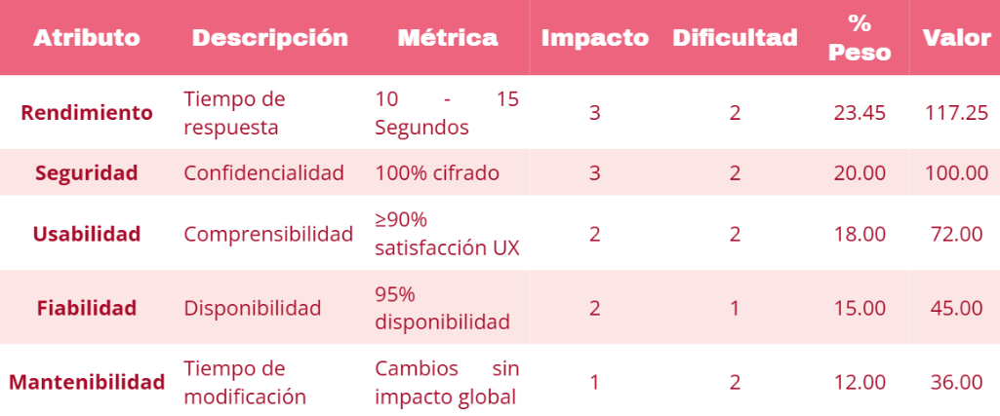 Atributo Descripción Métrica Impacto Dificultad % Peso Valor
Rendimiento Tiempo de respuesta 10 - 15 Segundos 3 2 23.45 117.25
Seguridad Confidencialidad 100% cifrado 3 2 20.00 100.00
Usabilidad Comprensibilidad ≥90% satisfacción UX 2 2 18.00 72.00
Fiabilidad Disponibilidad 95% disponibilidad 2 1 15.00 45.00
Mantenibilidad Tiempo de modificación Cambios sin impacto global 1 2 12.00 36.00